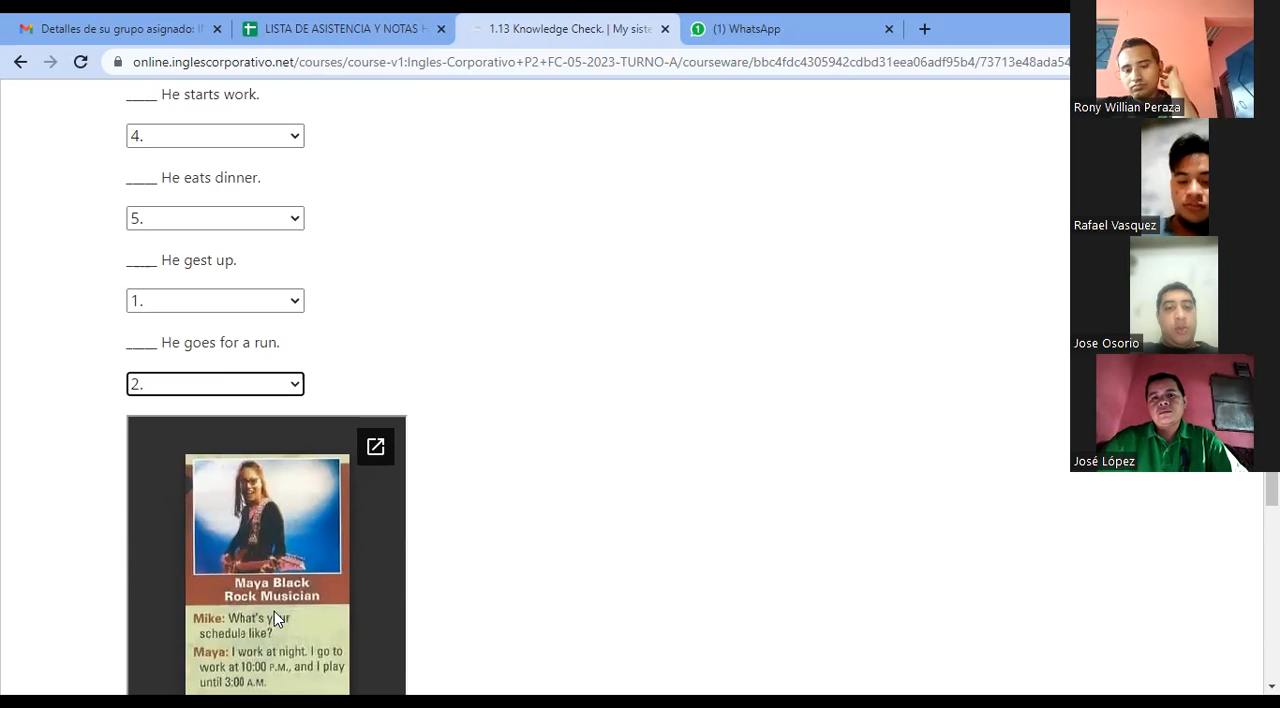 Detalles de su grupo asignado: I
LISTA DE ASISTENCIA Y NOTAS
1.13 Knowledge Check. | My siste
(1) WhatsApp
online.inglescorporativo.net/courses/course-v1:Ingles-Corporativo+P2+FC-05-2023-TURNO-A/courseware/bbc4fdc4305942cdbd31eea06adf95b4/73713e48ada54
_____ He starts work.
4.
_____ He eats dinner.
5.
_____ He gest up.
1.
_____ He goes for a run.
2.
Maya Black
Rock Musician
Mike: What's your
schedule like?
Maya: I work at night. I go to
work at 10:00 P.M., and I play
until 3:00 A.M.
Rony Willian Peraza
Rafael Vasquez
Jose Osorio
José López